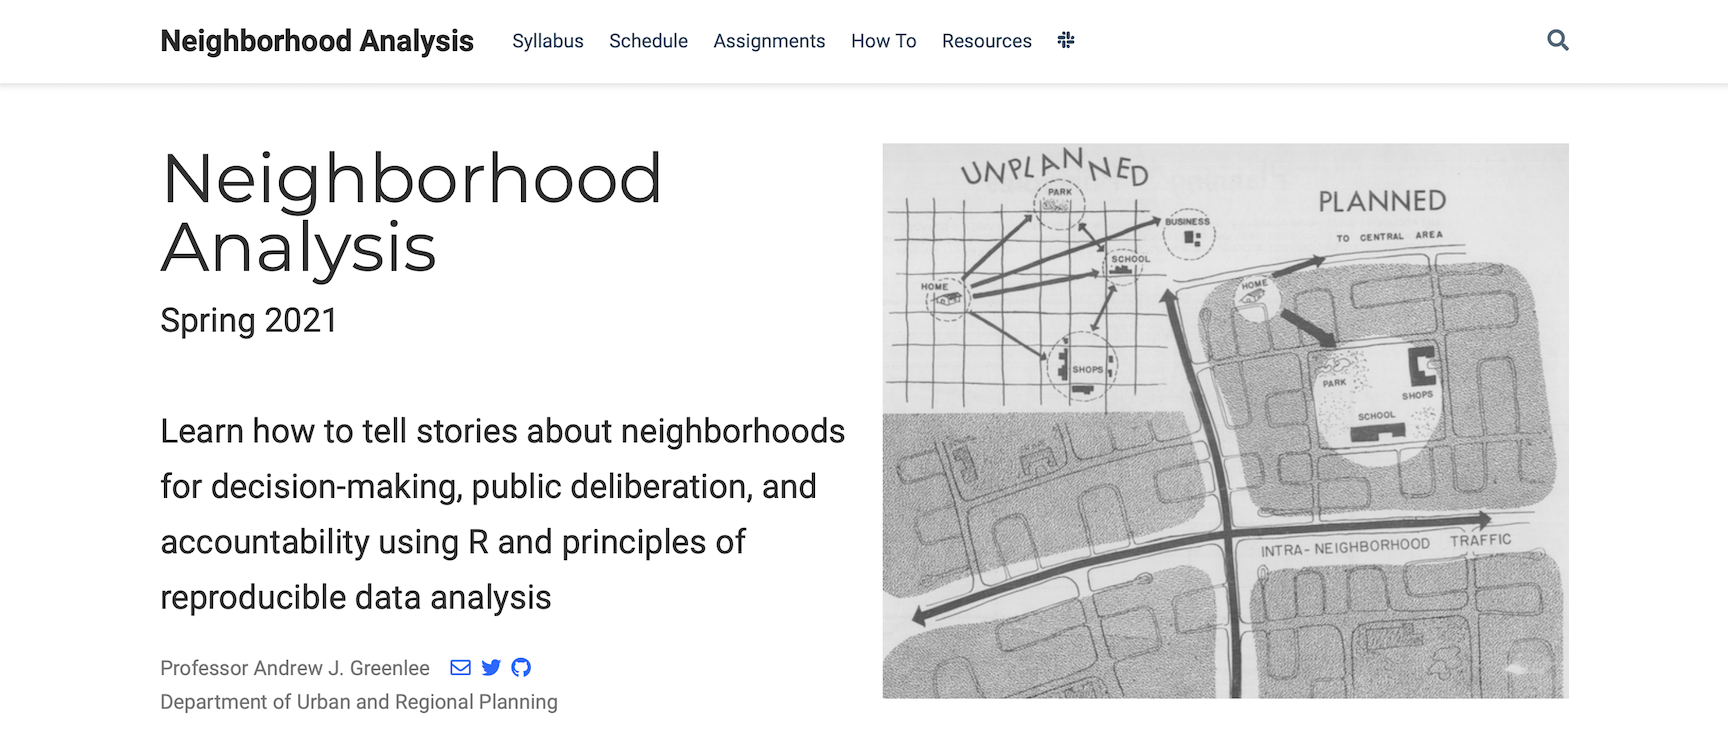 Neighborhood Analysis Syllabus Schedule Assignments How To Resources
Neighborhood
Analysis
Spring 2021
Learn how to tell stories about neighborhoods
for decision-making, public deliberation, and
accountability using R and principles of
reproducible data analysis
Professor Andrew J. Greenlee
Department of Urban and Regional Planning
UNPLANNED
PARK
BUSINESS
SCHOOL
HOME
SHOPS
PLANNED
TO CENTRAL AREA
HOME
PARK
SHOPS
SCHOOL
INTRA-NEIGHBORHOOD TRAFFIC